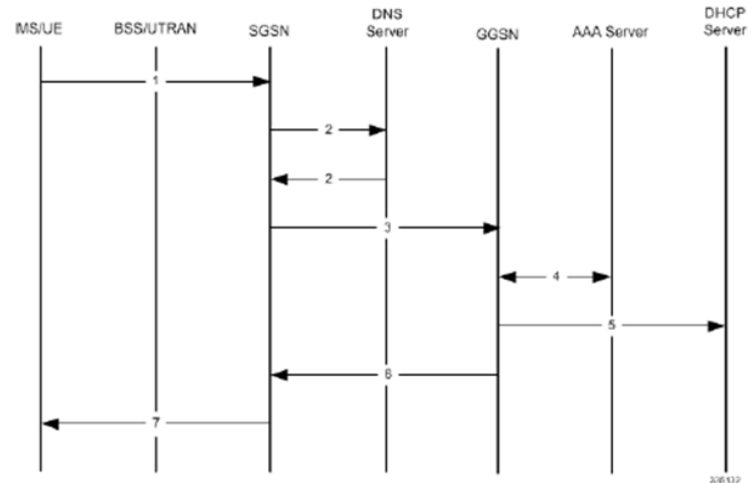 MS/UE
BSS/UTRAN
SGSN
DNS
Server
GGSN
AAA Server
DHCP
Server
1
2
2
3
4
5
6
7